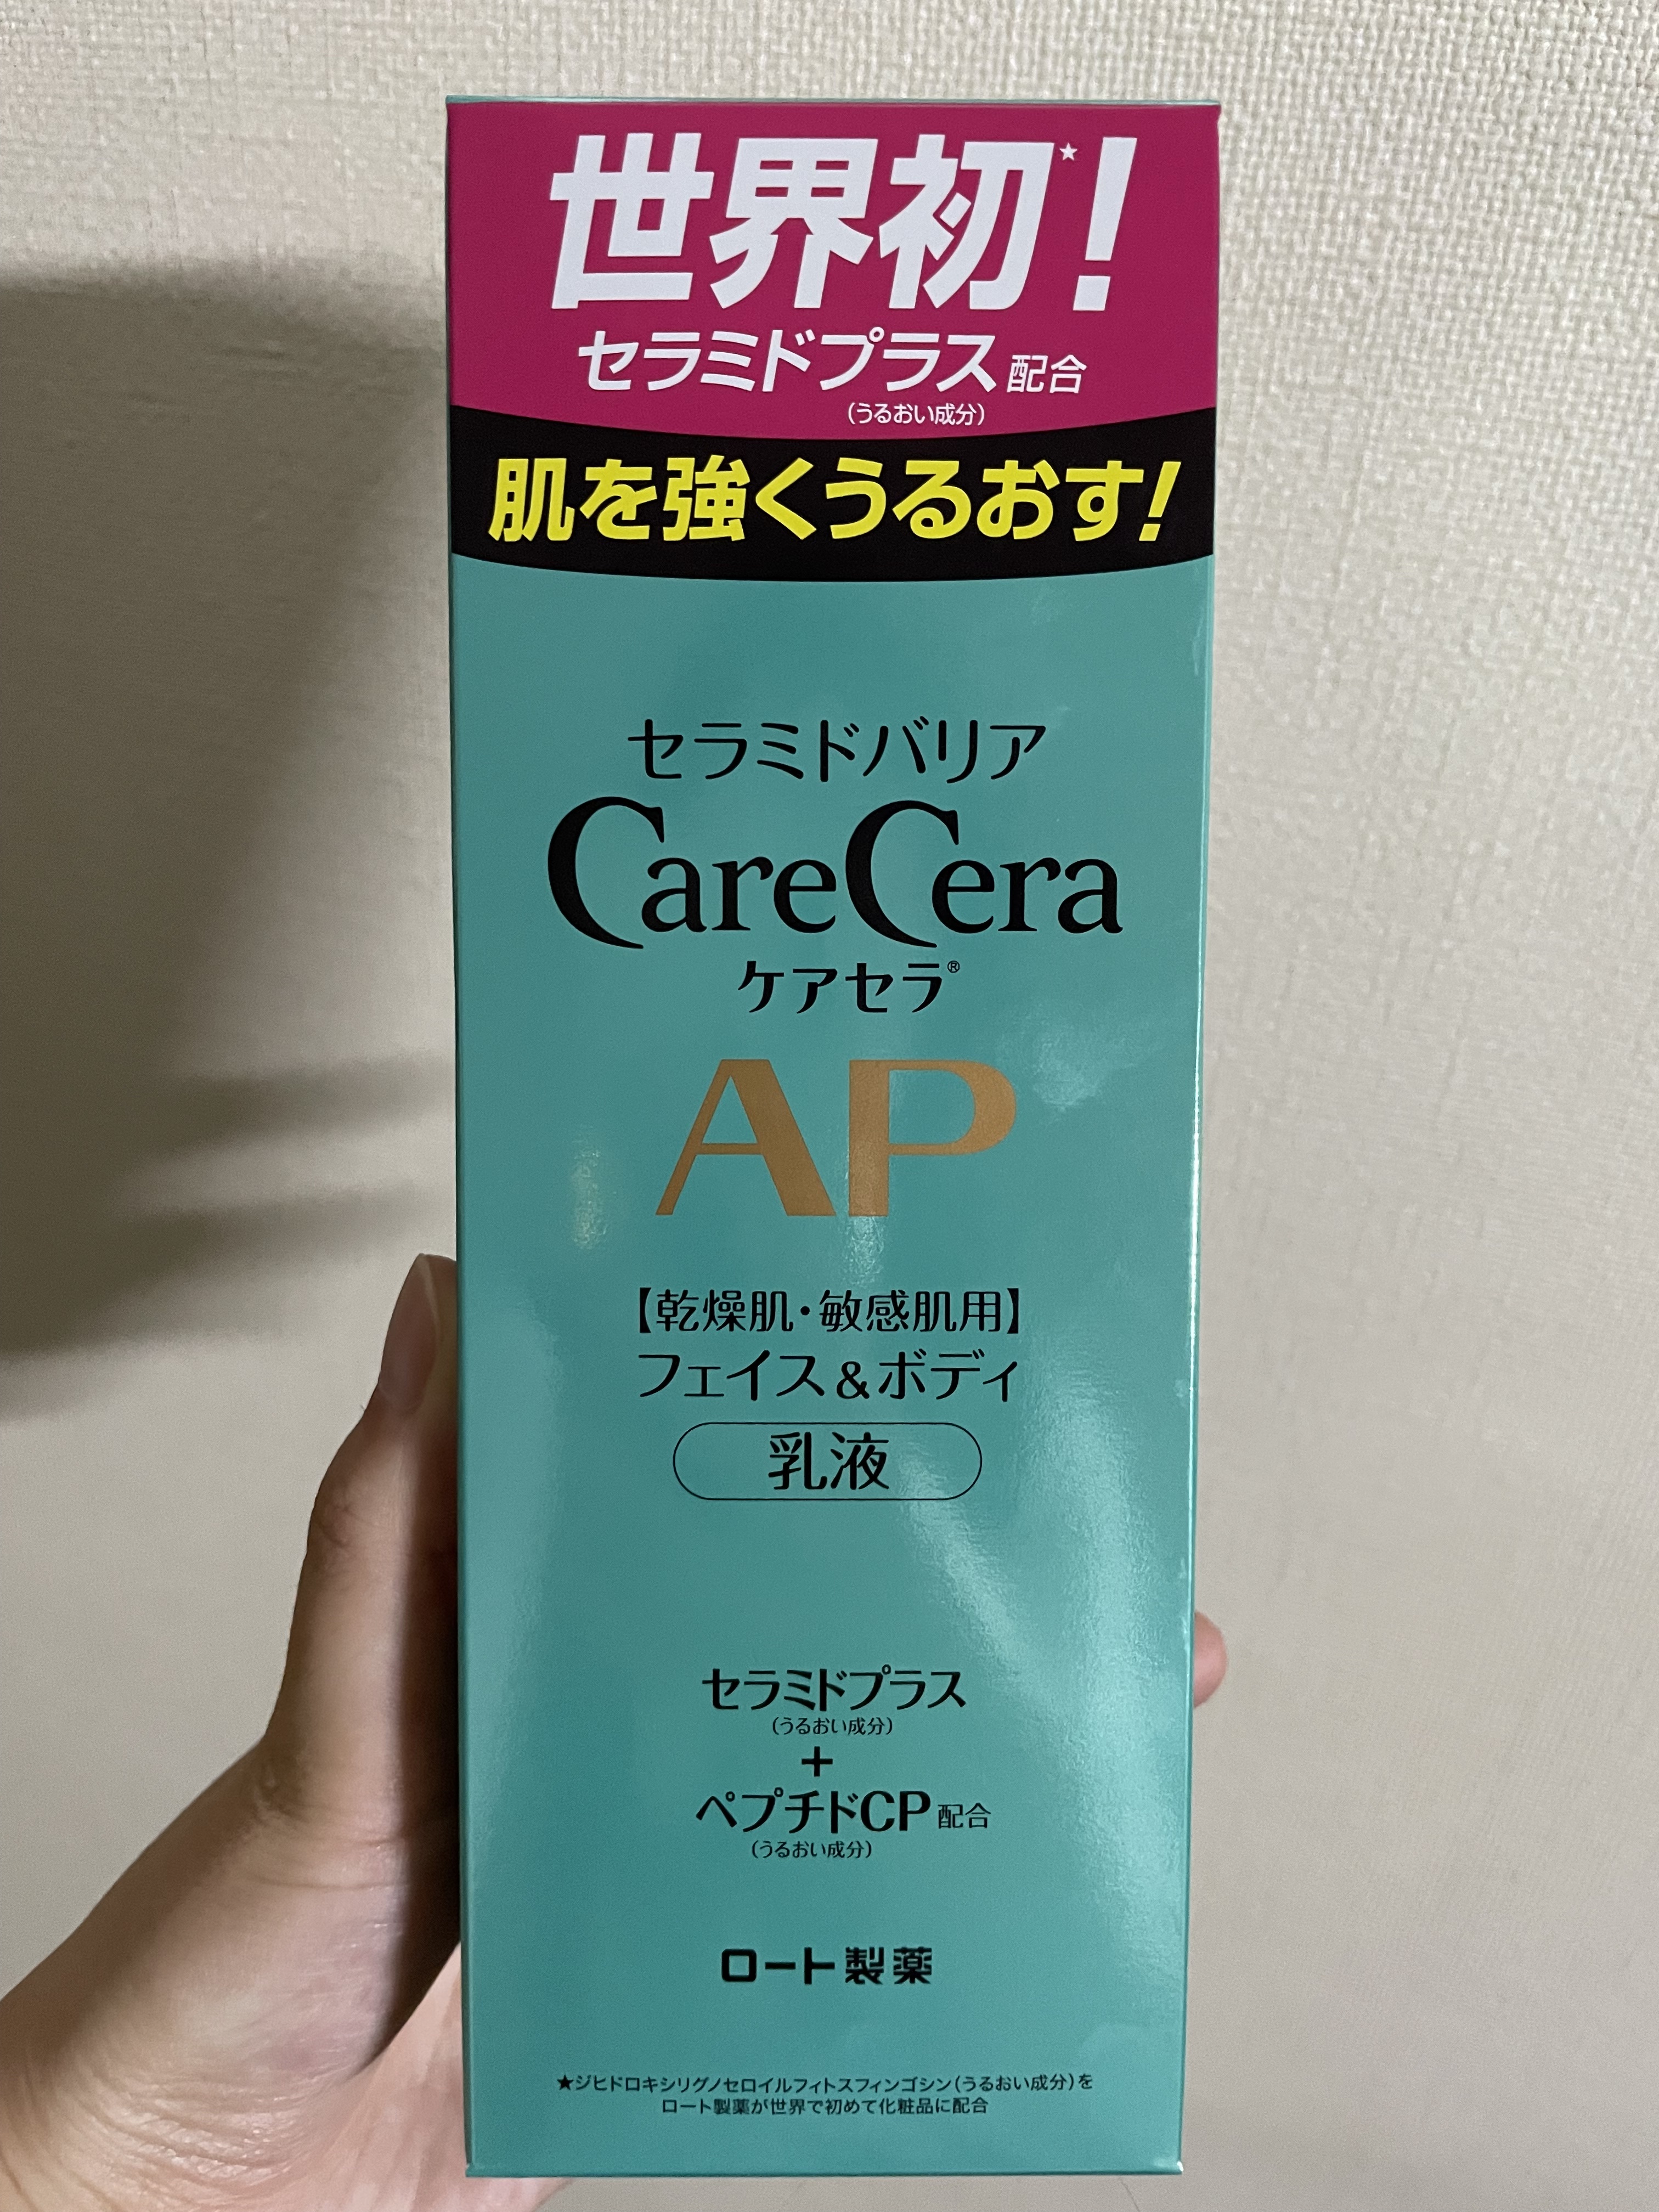 世界初★!
セラミドプラス配合
(うるおい成分)
肌を強くうるおす!
セラミドバリア
CareCera
ケアセラ®
AP
【乾燥肌・敏感肌用】
フェイス&ボディ
乳液
セラミドプラス
(うるおい成分)
+
ペプチドCP配合
(うるおい成分)
ロート製薬
★ジヒドロキシリグノセロイルフィトスフィンゴシン(うるおい成分)を
ロート製薬が世界で初めて化粧品に配合